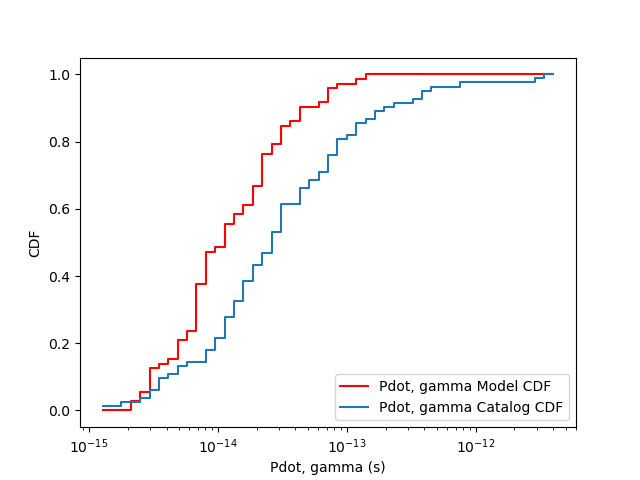 1.0
0.8
0.6
0.4
0.2
0.0
CDF
10⁻¹⁵
10⁻¹⁴
10⁻¹³
10⁻¹²
Pdot, gamma (s)
Pdot, gamma Model CDF
Pdot, gamma Catalog CDF